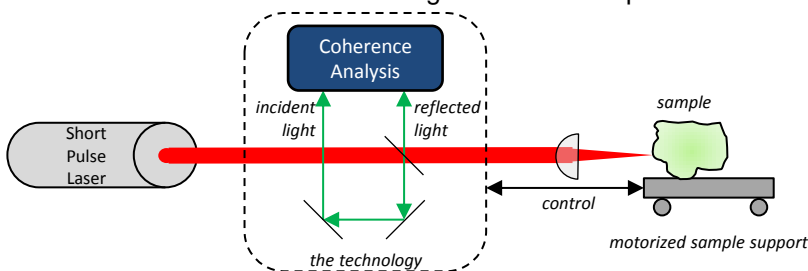 Coherence
Analysis
incident
light
reflected
light
sample
Short
Pulse
Laser
control
motorized sample support
the technology